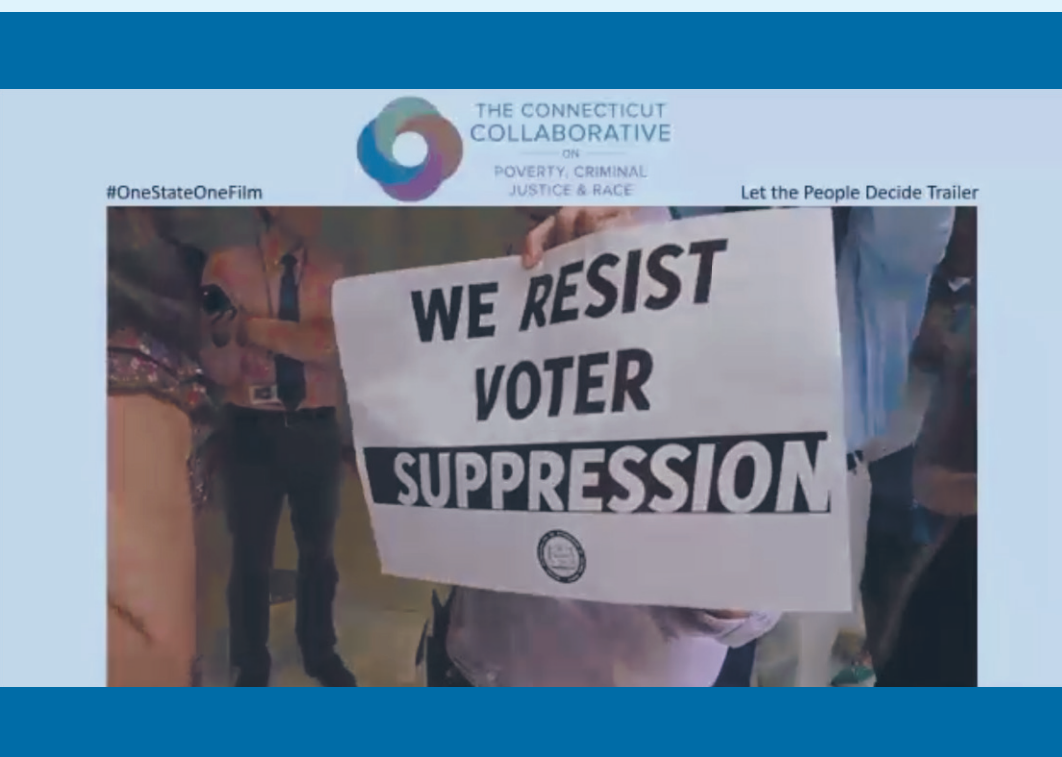 THE CONNECTICUT
COLLABORATIVE
ON
POVERTY, CRIMINAL
JUSTICE & RACE
#OneStateOneFilm
Let the People Decide Trailer
WE RESIST
VOTER
SUPPRESSION